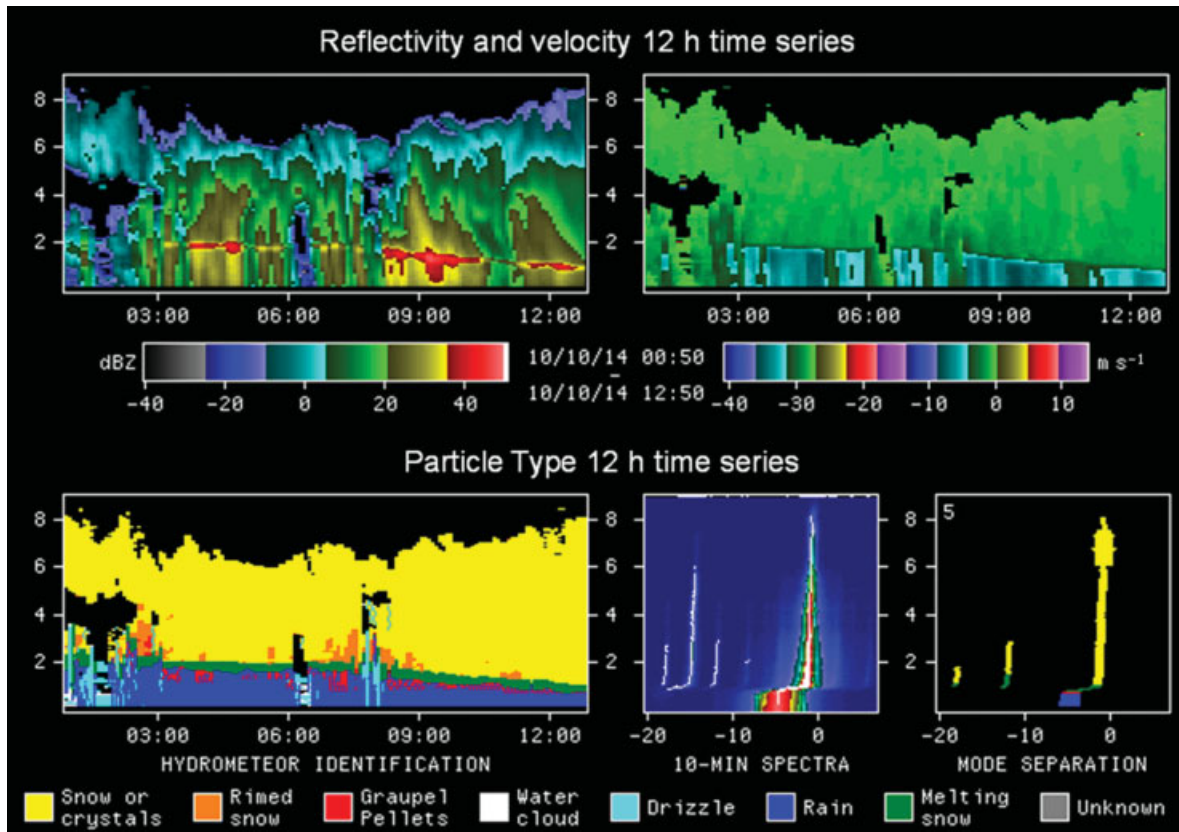 Reflectivity and velocity 12 h time series
8 8
6 6
4 4
2 2
03:00 06:00 09:00 12:00 03:00 06:00 09:00 12:00
dBZ 10/10/14 00:50 m s⁻¹
–
10/10/14 12:50
-40 -20 0 20 40 -40 -30 -20 -10 0 10
Particle Type 12 h time series
5
8 8 8
6 6 6
4 4 4
2 2 2
03:00 06:00 09:00 12:00 -20 -10 0 -20 -10 0
HYDROMETEOR IDENTIFICATION 10-MIN SPECTRA MODE SEPARATION
Snow or Rimed Graupel Water Drizzle Rain Melting Unknown
crystals snow Pellets cloud snow